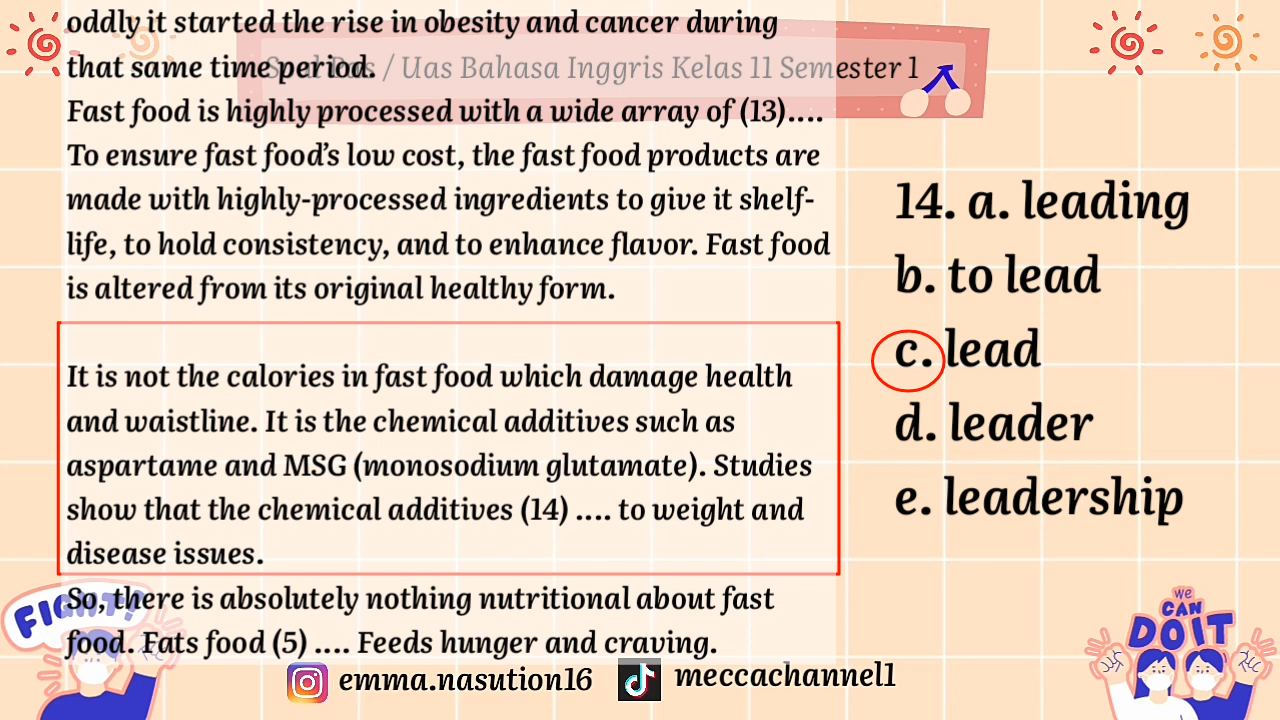 oddly it started the rise in obesity and cancer during
that same time period.
/ Uas Bahasa Inggris Kelas 11 Semester 1
Fast food is highly processed with a wide array of (13)....
To ensure fast food's low cost, the fast food products are
made with highly-processed ingredients to give it shelf-
life, to hold consistency, and to enhance flavor. Fast food
is altered from its original healthy form.
It is not the calories in fast food which damage health
and waistline. It is the chemical additives such as
aspartame and MSG (monosodium glutamate). Studies
show that the chemical additives (14) .... to weight and
disease issues.
So, there is absolutely nothing nutritional about fast
food. Fats food (5) .... Feeds hunger and craving.
14. a. leading
b. to lead
c. lead
d. leader
e. leadership
FIGHT!
WE
CAN
DO IT
emma.nasution16
meccachannel1